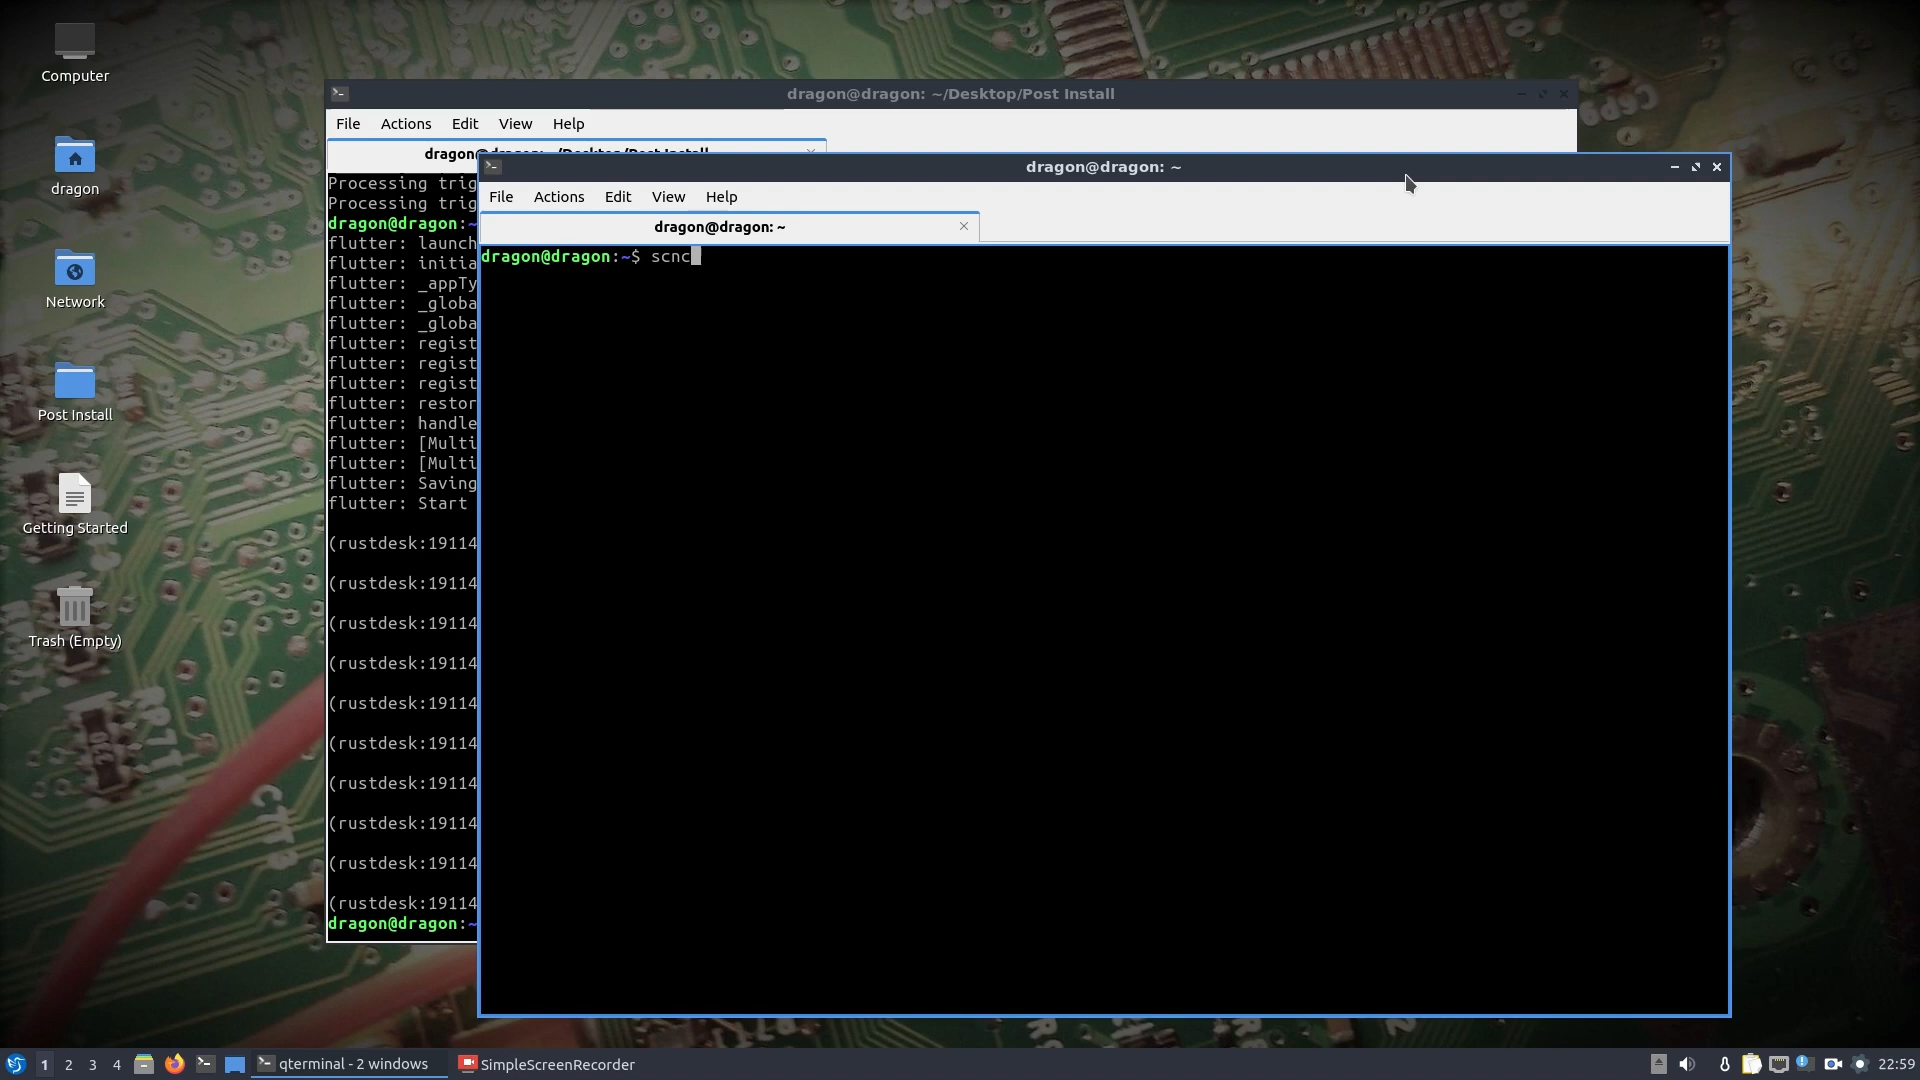 Computer
dragon
Network
Post Install
Getting Started
Trash (Empty)
dragon@dragon: ~/Desktop/Post Install
File Actions Edit View Help
Processing trig
Processing trig
dragon@dragon:~
flutter: launch
flutter: initia
flutter: _appTy
flutter: _globa
flutter: _globa
flutter: regist
flutter: regist
flutter: regist
flutter: restor
flutter: handle
flutter: [Multi
flutter: [Multi
flutter: Saving
flutter: Start
(rustdesk:19114
(rustdesk:19114
(rustdesk:19114
(rustdesk:19114
(rustdesk:19114
(rustdesk:19114
(rustdesk:19114
(rustdesk:19114
(rustdesk:19114
(rustdesk:19114
dragon@dragon:~
dragon@dragon: ~
File Actions Edit View Help
dragon@dragon: ~
dragon@dragon:~$ scnc
1 2 3 4 qterminal - 2 windows SimpleScreenRecorder 22:59